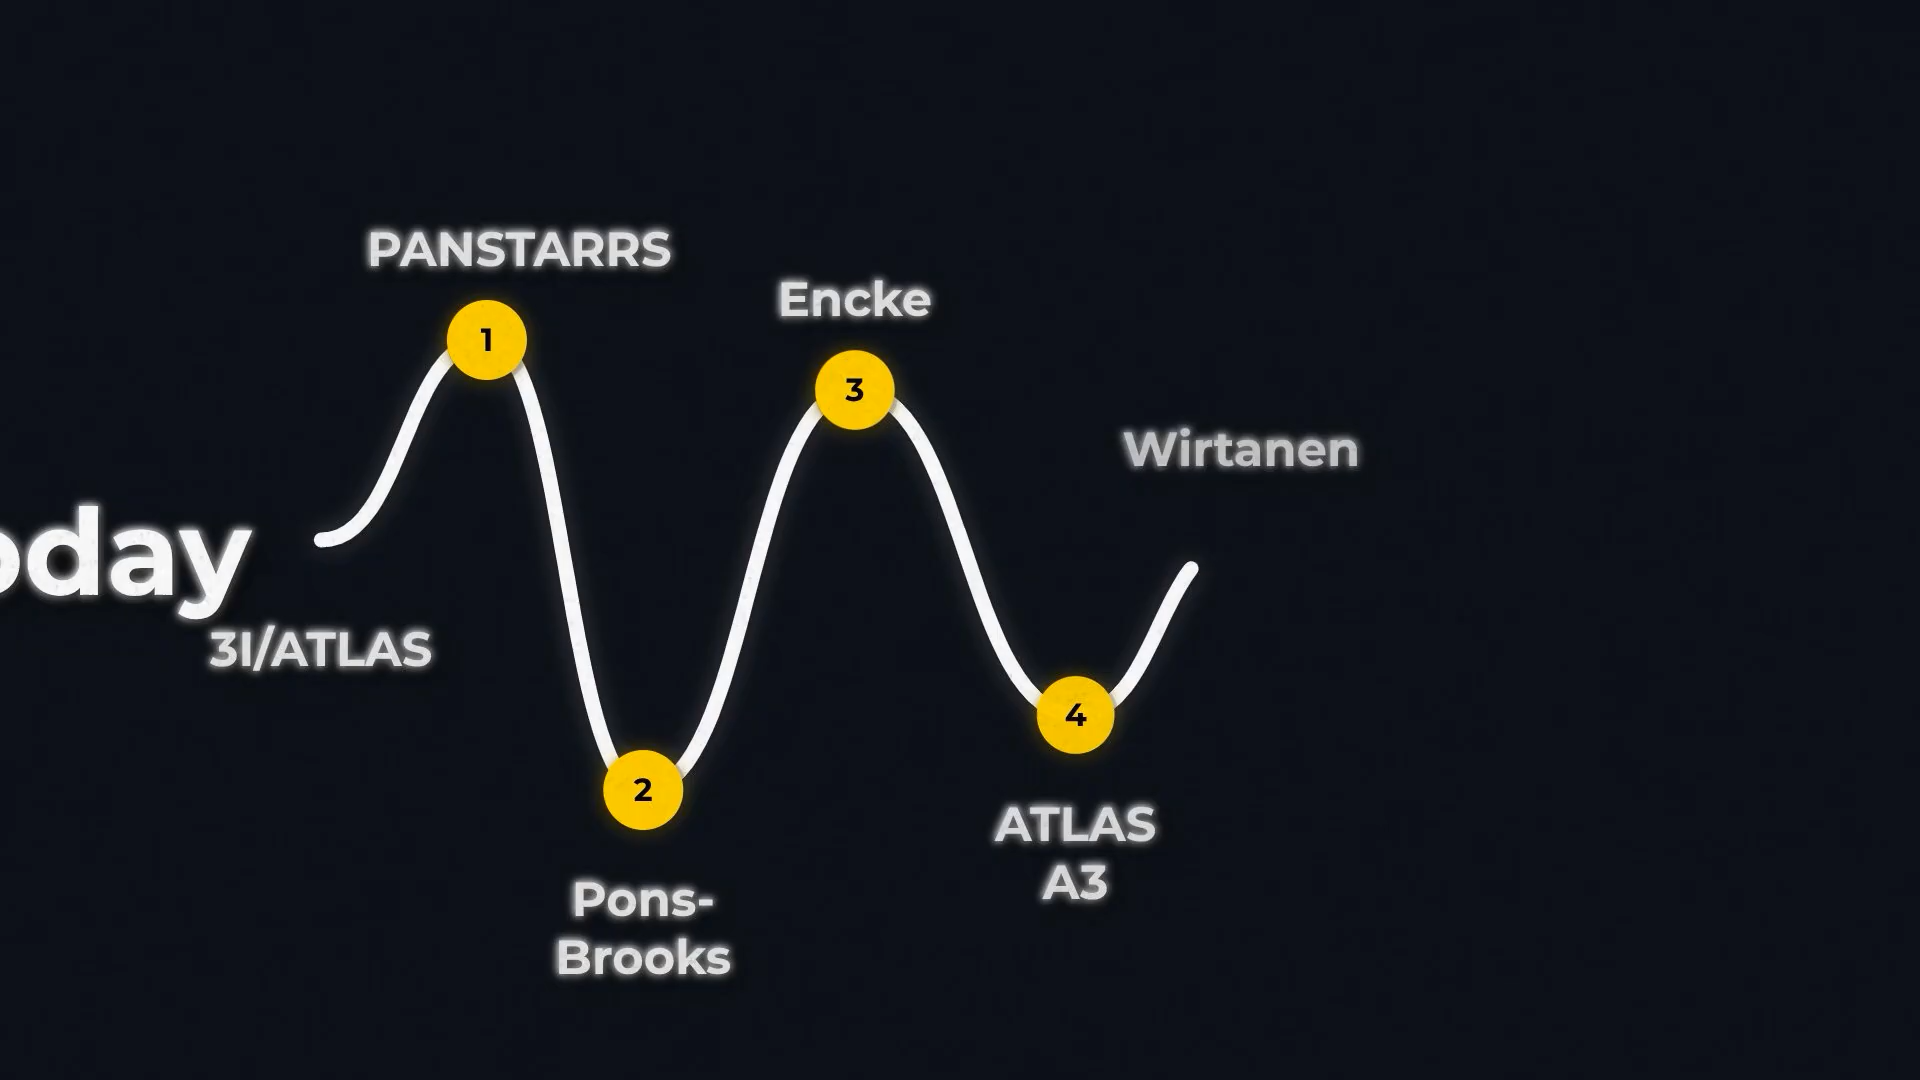 PANSTARRS
1
Encke
3
Wirtanen
oday
3I/ATLAS
4
2
ATLAS
A3
Pons-
Brooks